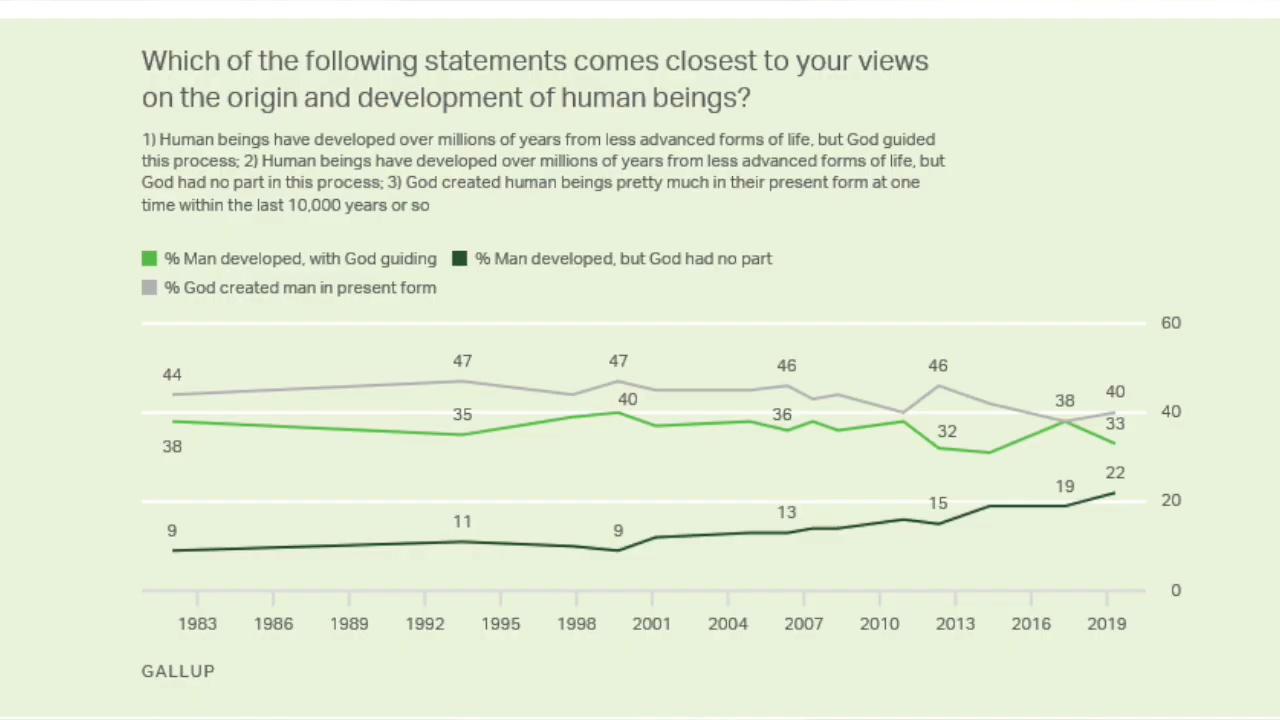 Which of the following statements comes closest to your views
on the origin and development of human beings?
1) Human beings have developed over millions of years from less advanced forms of life, but God guided
this process; 2) Human beings have developed over millions of years from less advanced forms of life, but
God had no part in this process; 3) God created human beings pretty much in their present form at one
time within the last 10,000 years or so
% Man developed, with God guiding % Man developed, but God had no part
% God created man in present form
60
44 47 47 46 46 38 40
40
38 35 40 36 32 33
20
9 11 9 13 15 19 22
0
1983 1986 1989 1992 1995 1998 2001 2004 2007 2010 2013 2016 2019
GALLUP